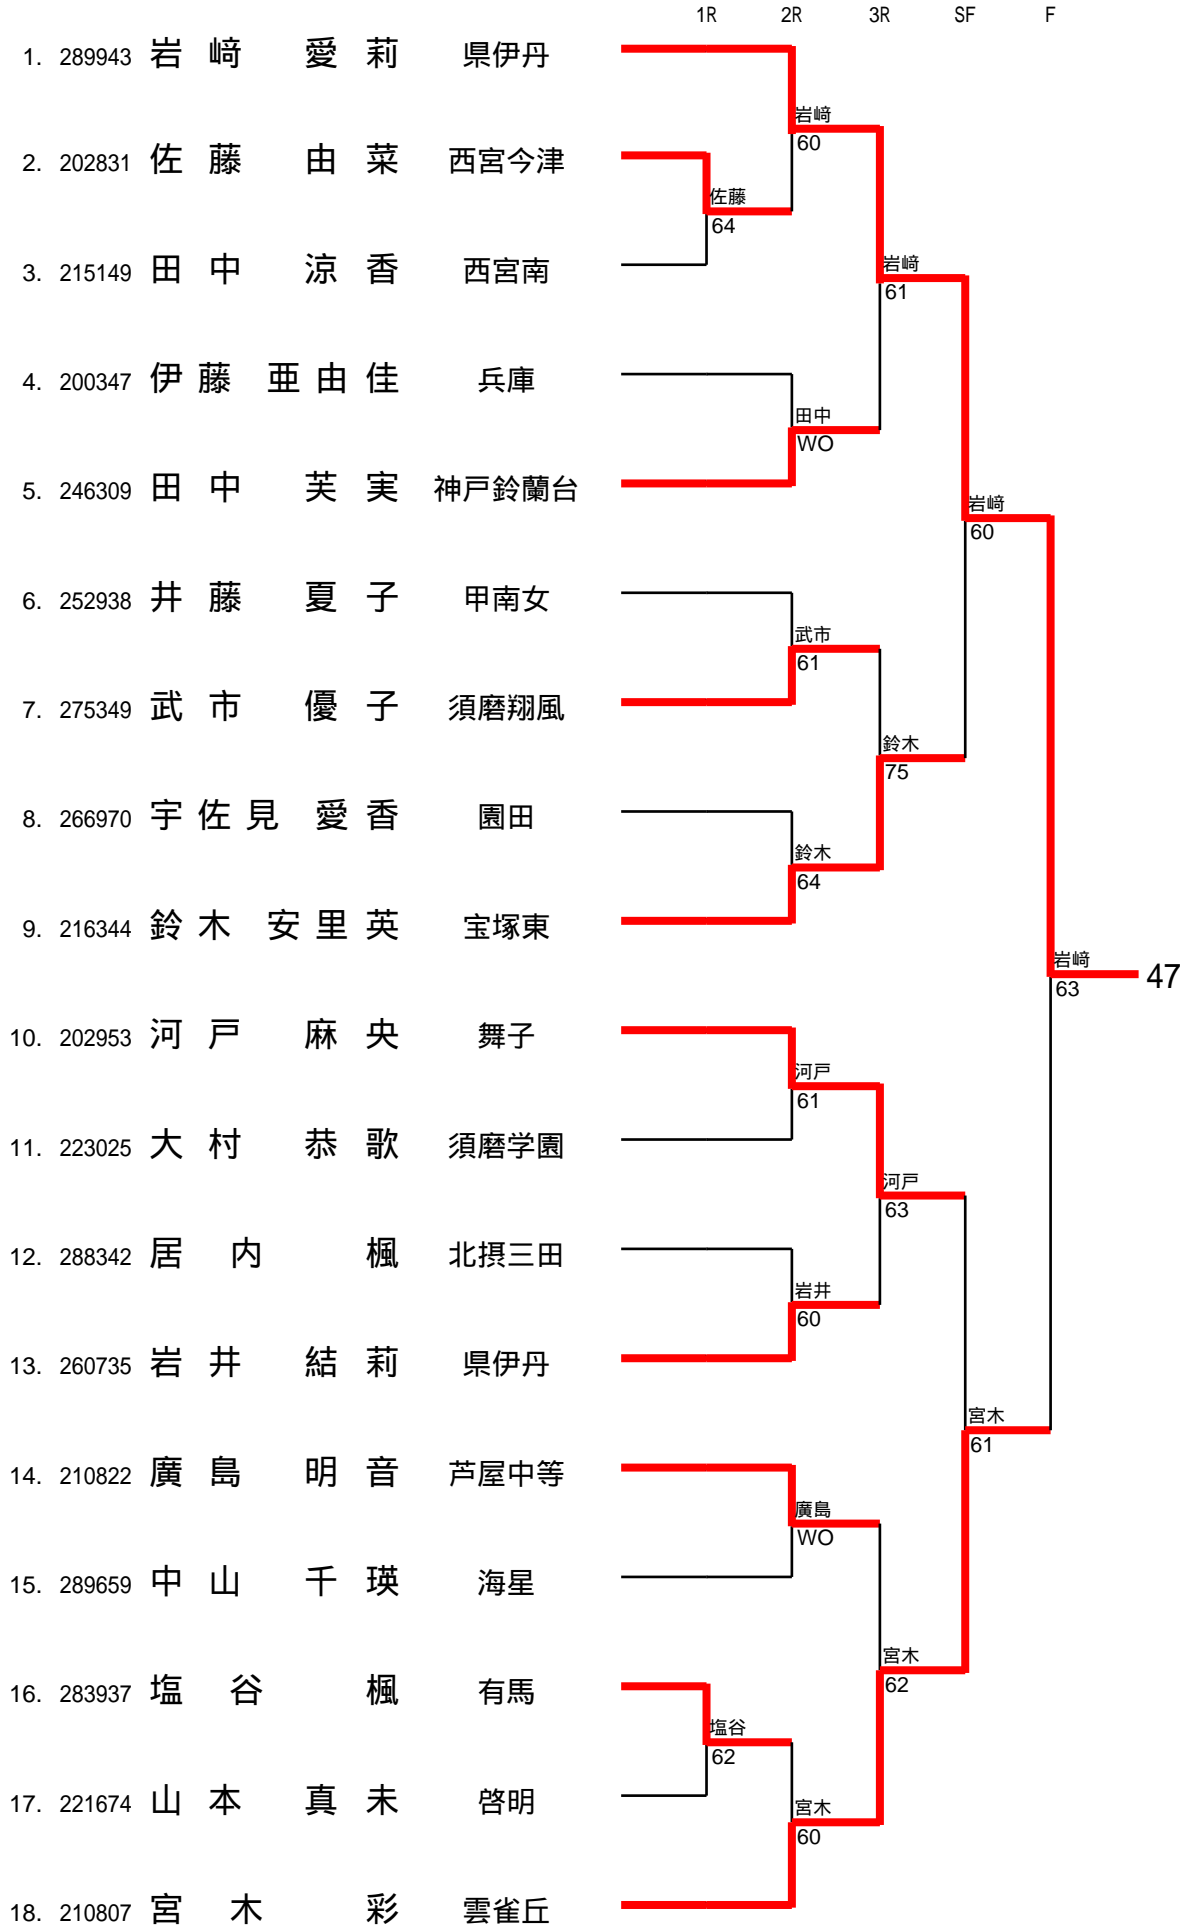 1R 2R 3R SF F
1. 289943 岩﨑 愛莉 県伊丹
岩﨑
60
2. 202831 佐藤 由菜 西宮今津
佐藤
64
3. 215149 田中 涼香 西宮南
岩﨑
61
4. 200347 伊藤 亜由佳 兵庫
田中
WO
5. 246309 田中 芙実 神戸鈴蘭台
岩﨑
60
6. 252938 井藤 夏子 甲南女
武市
61
7. 275349 武市 優子 須磨翔風
鈴木
75
8. 266970 宇佐見 愛香 園田
鈴木
64
9. 216344 鈴木 安里英 宝塚東
岩﨑
63
47
10. 202953 河戸 麻央 舞子
河戸
61
11. 223025 大村 恭歌 須磨学園
河戸
63
12. 288342 居内 楓 北摂三田
岩井
60
13. 260735 岩井 結莉 県伊丹
宮木
61
14. 210822 廣島 明音 芦屋中等
廣島
WO
15. 289659 中山 千瑛 海星
宮木
62
16. 283937 塩谷 楓 有馬
塩谷
62
17. 221674 山本 真未 啓明
宮木
60
18. 210807 宮木 彩 雲雀丘